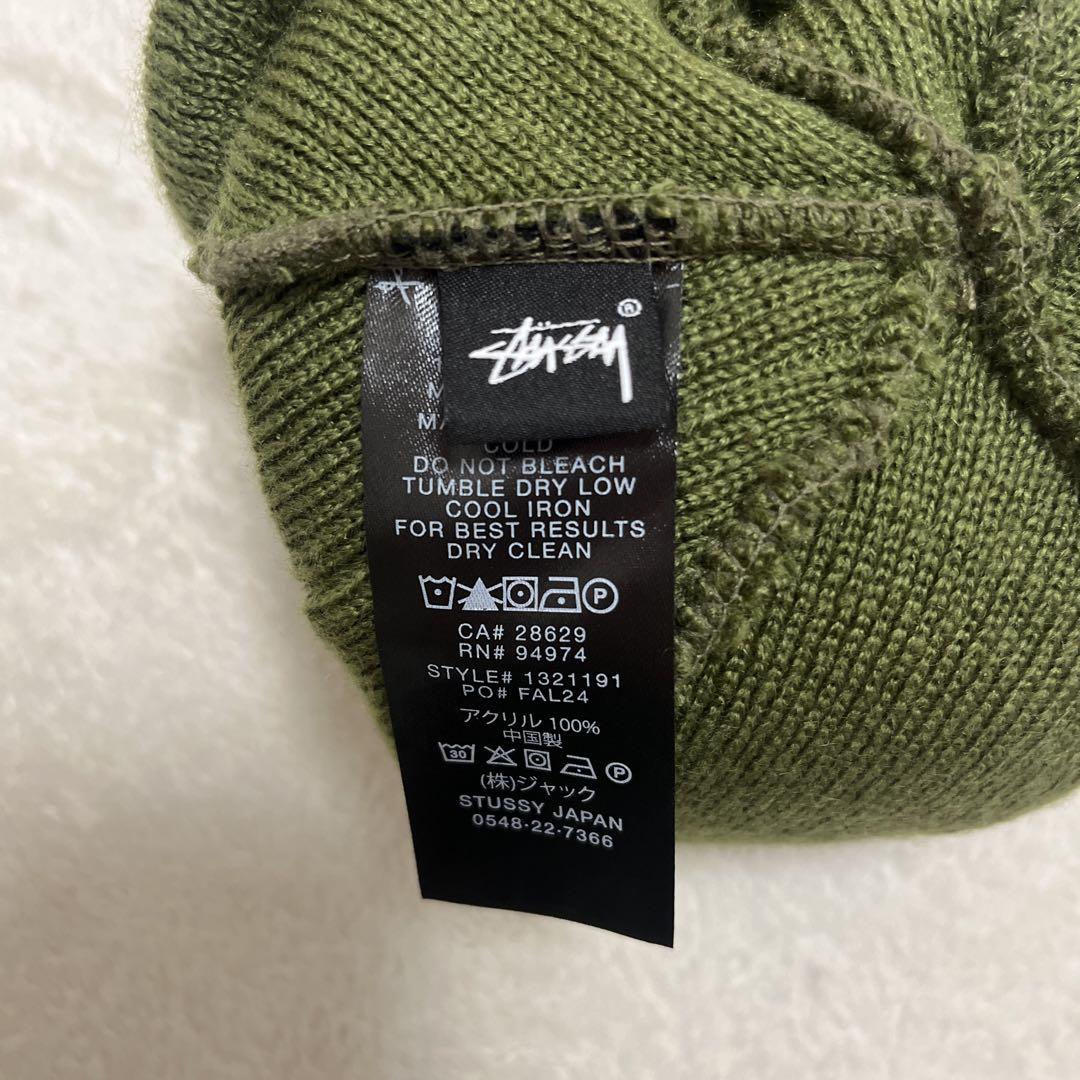 STÜSSY®
COLD
DO NOT BLEACH
TUMBLE DRY LOW
COOL IRON
FOR BEST RESULTS
DRY CLEAN
P
CA# 28629
RN# 94974
STYLE# 1321191
PO# FAL24
アクリル 100%
中国製
30 P
(株)ジャック
STUSSY JAPAN
0548·22·7366